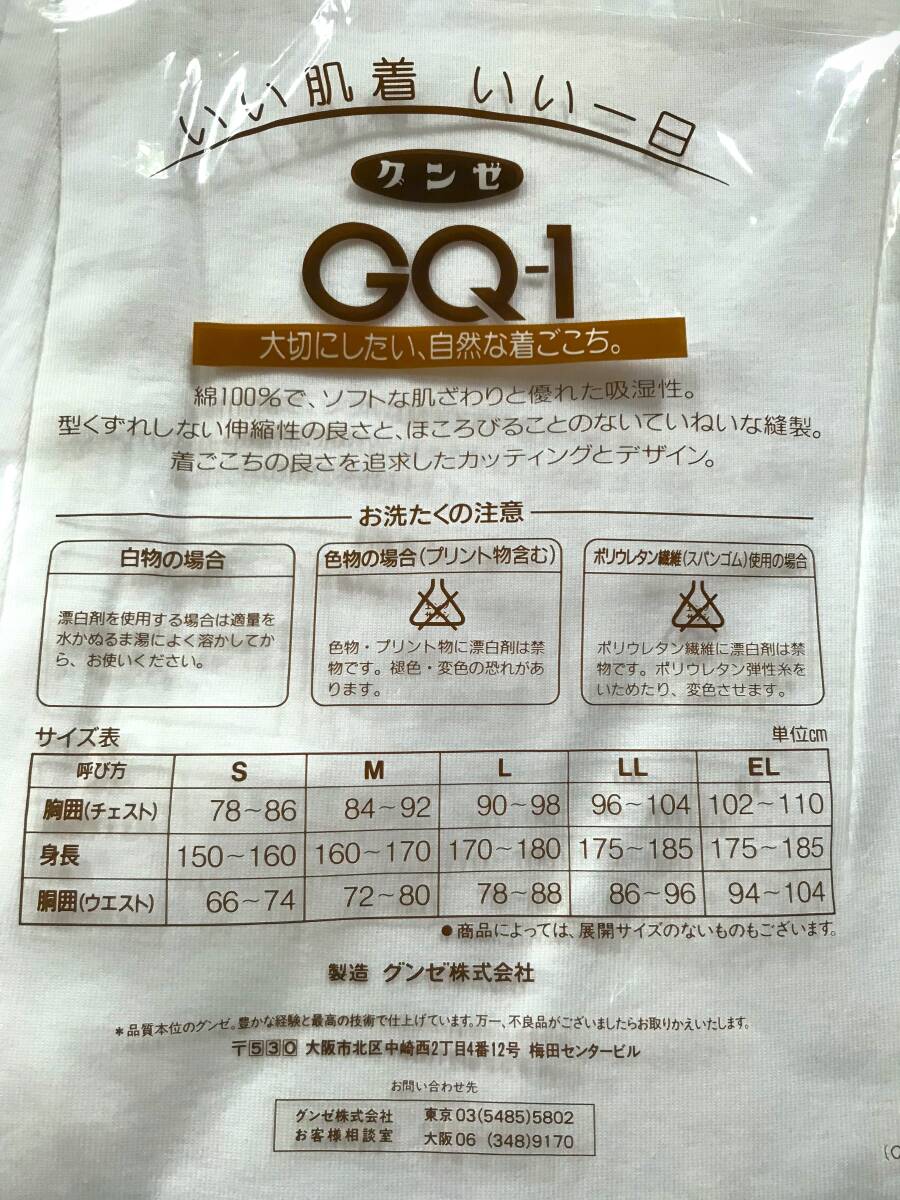 いい肌着 いい一日
グンゼ
GQ-1
大切にしたい、自然な着ごこち。
綿100%で、ソフトな肌ざわりと優れた吸湿性。
型くずれしない伸縮性の良さと、ほころびることのないていねいな縫製。
着ごこちの良さを追求したカッティングとデザイン。
お洗たくの注意
白物の場合
漂白剤を使用する場合は適量を
水かぬるま湯によく溶かしてか
ら、お使いください。
色物の場合(プリント物含む)
色物・プリント物に漂白剤は禁
物です。褪色・変色の恐れがあ
ります。
ポリウレタン繊維(スパンゴム)使用の場合
ポリウレタン繊維に漂白剤は禁
物です。ポリウレタン弾性糸を
いためたり、変色させます。
サイズ表 単位cm
呼び方 S M L LL EL
胸囲(チェスト) 78~86 84~92 90~98 96~104 102~110
身長 150~160 160~170 170~180 175~185 175~185
胴囲(ウエスト) 66~74 72~80 78~88 86~96 94~104
●商品によっては、展開サイズのないものもございます。
製造 グンゼ株式会社
*品質本位のグンゼ。豊かな経験と最高の技術で仕上げています。万一、不良品がございましたらお取りかえいたします。
〒530 大阪市北区中崎西2丁目4番12号 梅田センタービル
お問い合わせ先
グンゼ株式会社 東京 03(5485)5802
お客様相談室 大阪 06 (348)9170